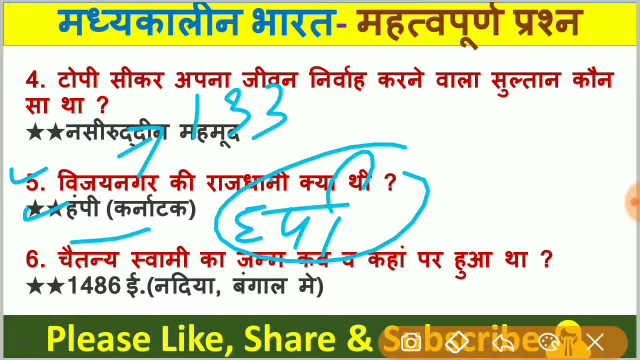 मध्यकालीन भारत- महत्वपूर्ण प्रश्न
4. टोपी सीकर अपना जीवन निर्वाह करने वाला सुल्तान कौन
सा था ?
★★नसीरुद्दीन महमूद
5. विजयनगर की राजधानी क्या थी ?
★★हंपी (कर्नाटक)
6. चैतन्य स्वामी का जन्म कब व कहां पर हुआ था ?
★★1486 ई.(नदिया, बंगाल मे)
Please Like, Share & Subscribe